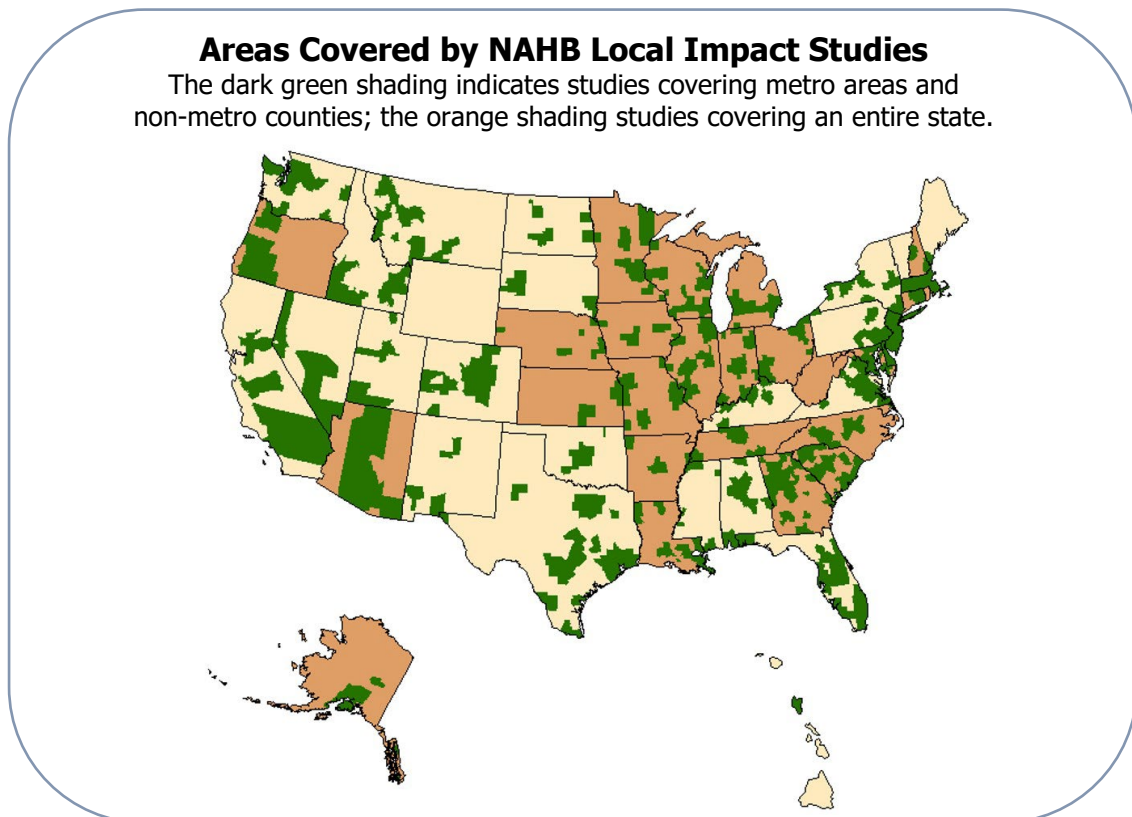 Areas Covered by NAHB Local Impact Studies
The dark green shading indicates studies covering metro areas and
non-metro counties; the orange shading studies covering an entire state.